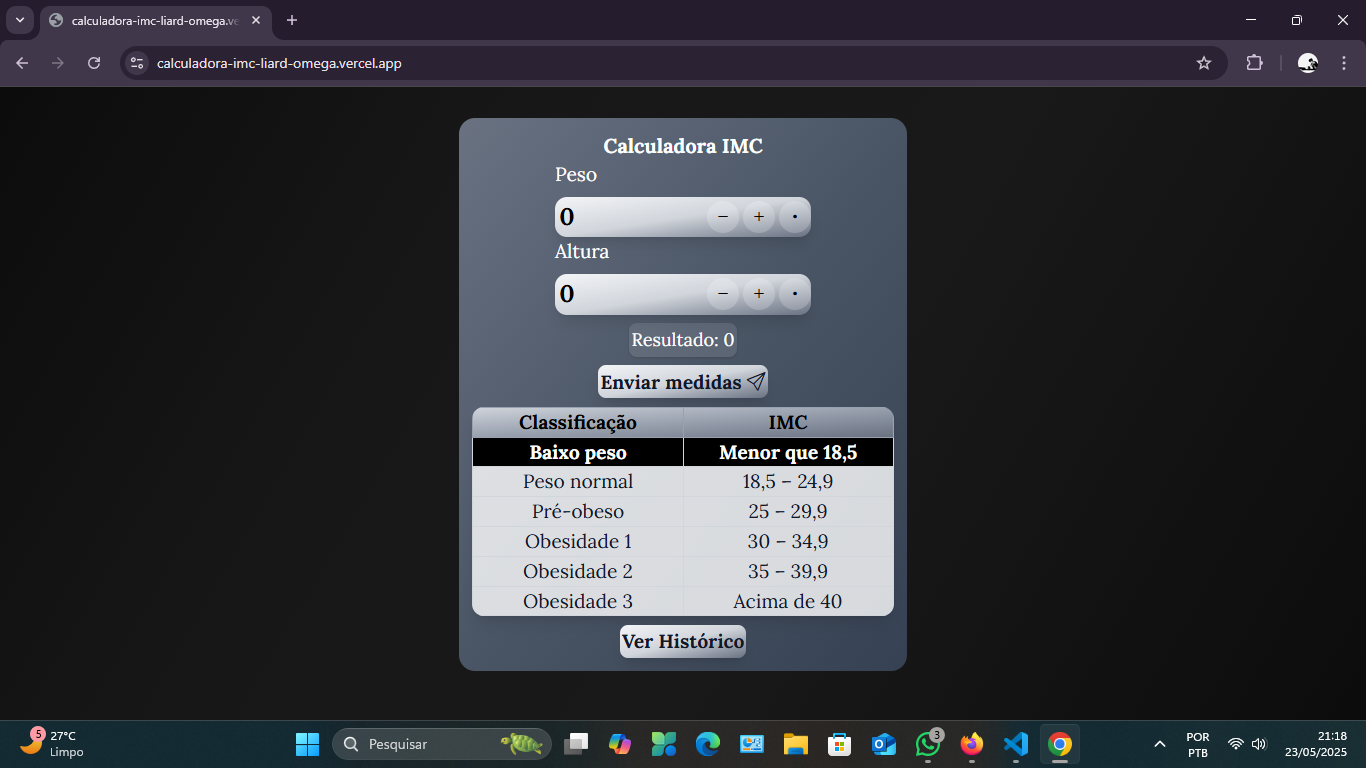 calculadora-imc-liard-omega.ve
calculadora-imc-liard-omega.vercel.app
Calculadora IMC
Peso
0 − + ·
Altura
0 − + ·
Resultado: 0
Enviar medidas
Classificação IMC
Baixo peso Menor que 18,5
Peso normal 18,5 – 24,9
Pré-obeso 25 – 29,9
Obesidade 1 30 – 34,9
Obesidade 2 35 – 39,9
Obesidade 3 Acima de 40
Ver Histórico
5
27°C
Limpo
Pesquisar
3
POR
PTB
21:18
23/05/2025